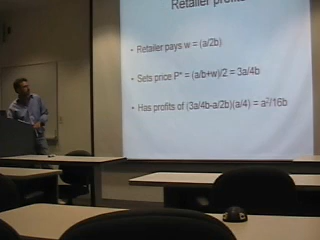 Retailer profits
• Retailer pays w = (a/2b)
• Sets price P* = (a/b+w)/2 = 3a/4b
• Has profits of (3a/4b-a/2b)(a/4) = a²/16b